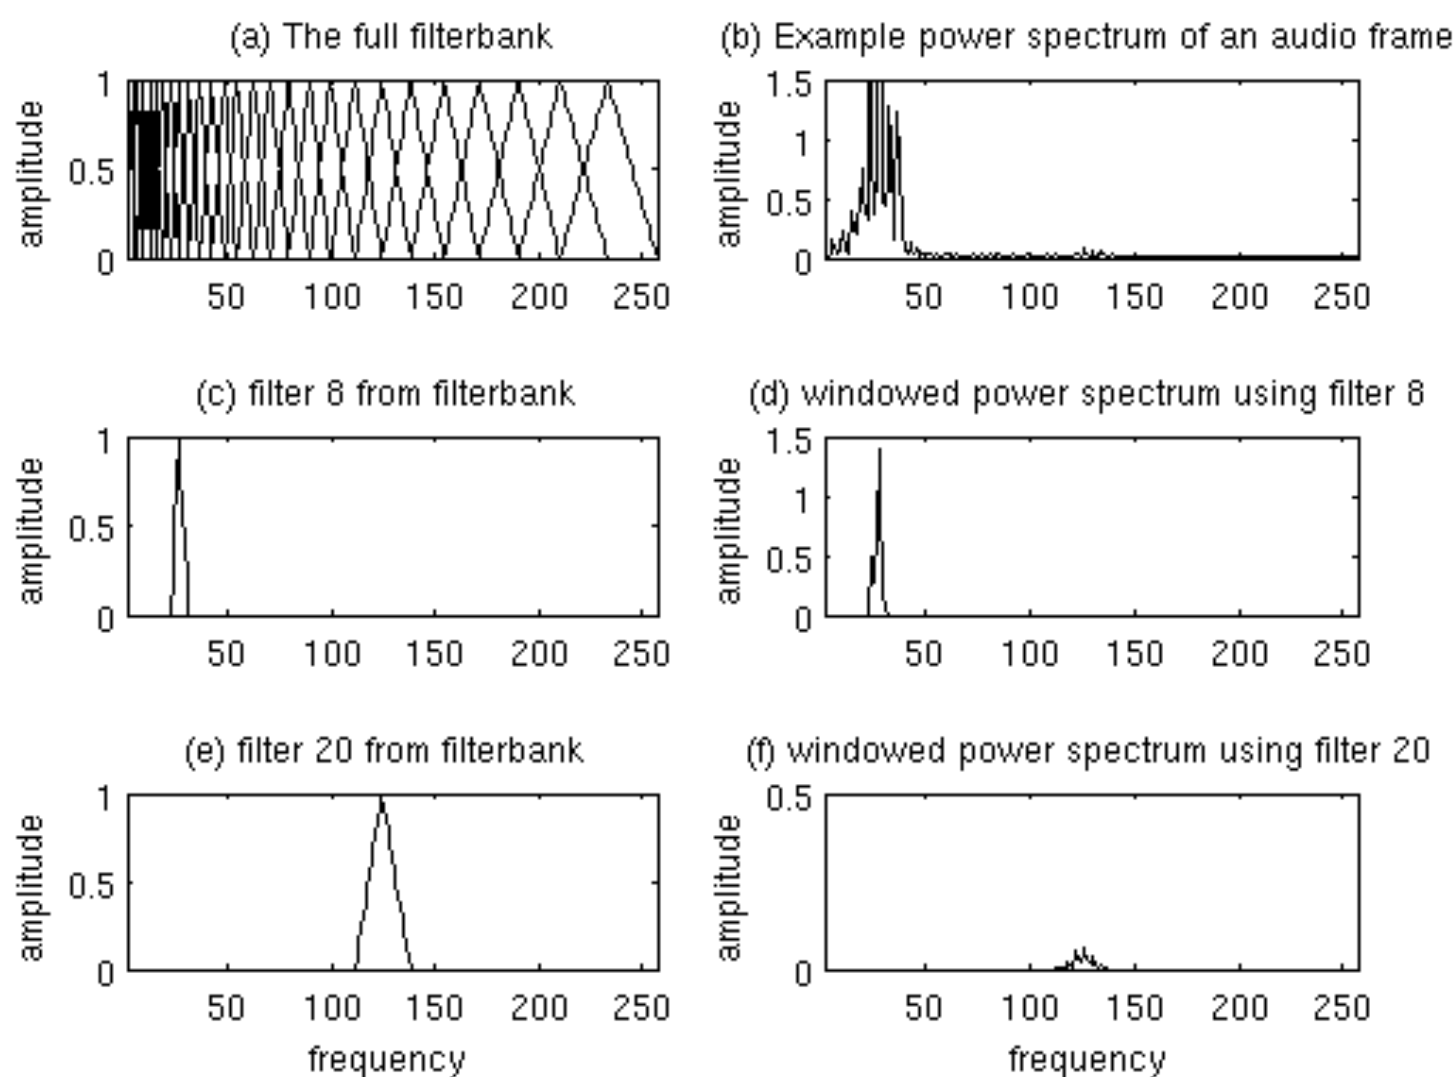 (a) The full filterbank
amplitude
1
0.5
0
50 100 150 200 250
(b) Example power spectrum of an audio frame
amplitude
1.5
1
0.5
0
50 100 150 200 250
(c) filter 8 from filterbank
amplitude
1
0.5
0
50 100 150 200 250
(d) windowed power spectrum using filter 8
amplitude
1.5
1
0.5
0
50 100 150 200 250
(e) filter 20 from filterbank
amplitude
1
0.5
0
50 100 150 200 250
frequency
(f) windowed power spectrum using filter 20
amplitude
0.5
0
50 100 150 200 250
frequency